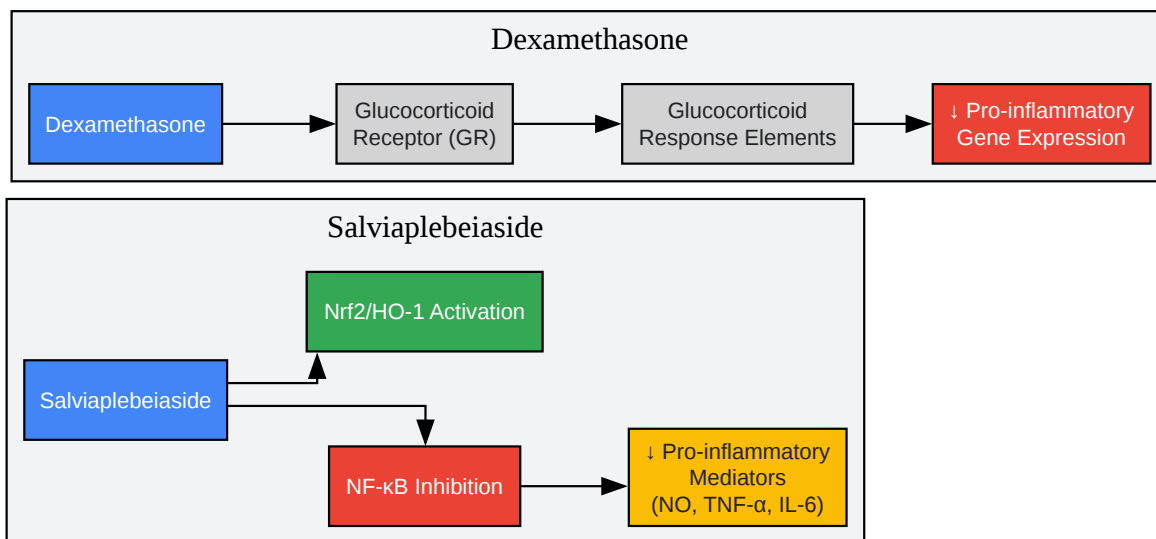 Dexamethasone
Dexamethasone
Glucocorticoid
Receptor (GR)
Glucocorticoid
Response Elements
↓ Pro-inflammatory
Gene Expression
Salviaplebeiaside
Nrf2/HO-1 Activation
Salviaplebeiaside
NF-κB Inhibition
↓ Pro-inflammatory
Mediators
(NO, TNF-α, IL-6)